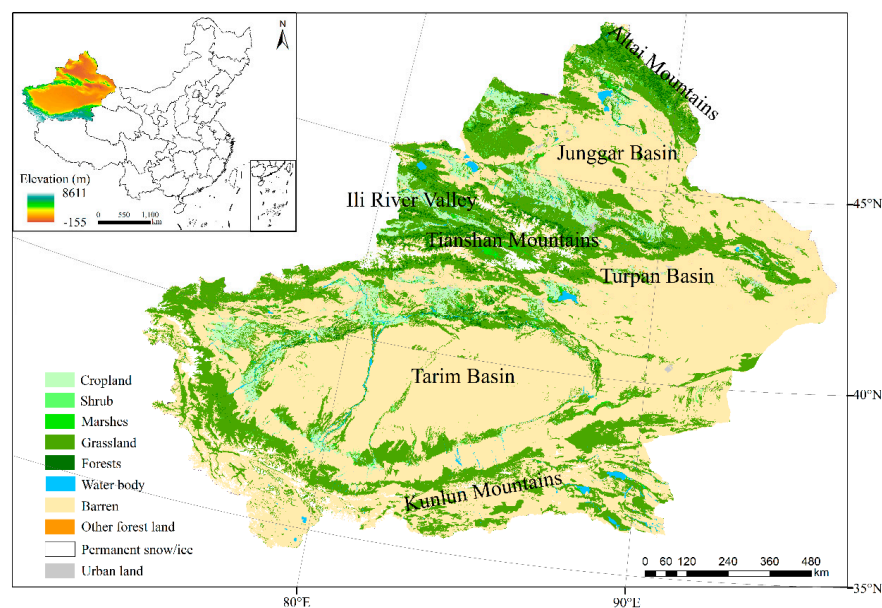 N
Elevation (m)
8611
-155
0 550 1,100
km
Altai Mountains
Junggar Basin
Ili River Valley
Tianshan Mountains
Turpan Basin
Tarim Basin
Kunlun Mountains
45°N
40°N
35°N
80°E
90°E
Cropland
Shrub
Marshes
Grassland
Forests
Water body
Barren
Other forest land
Permanent snow/ice
Urban land
0 60 120 240 360 480
km